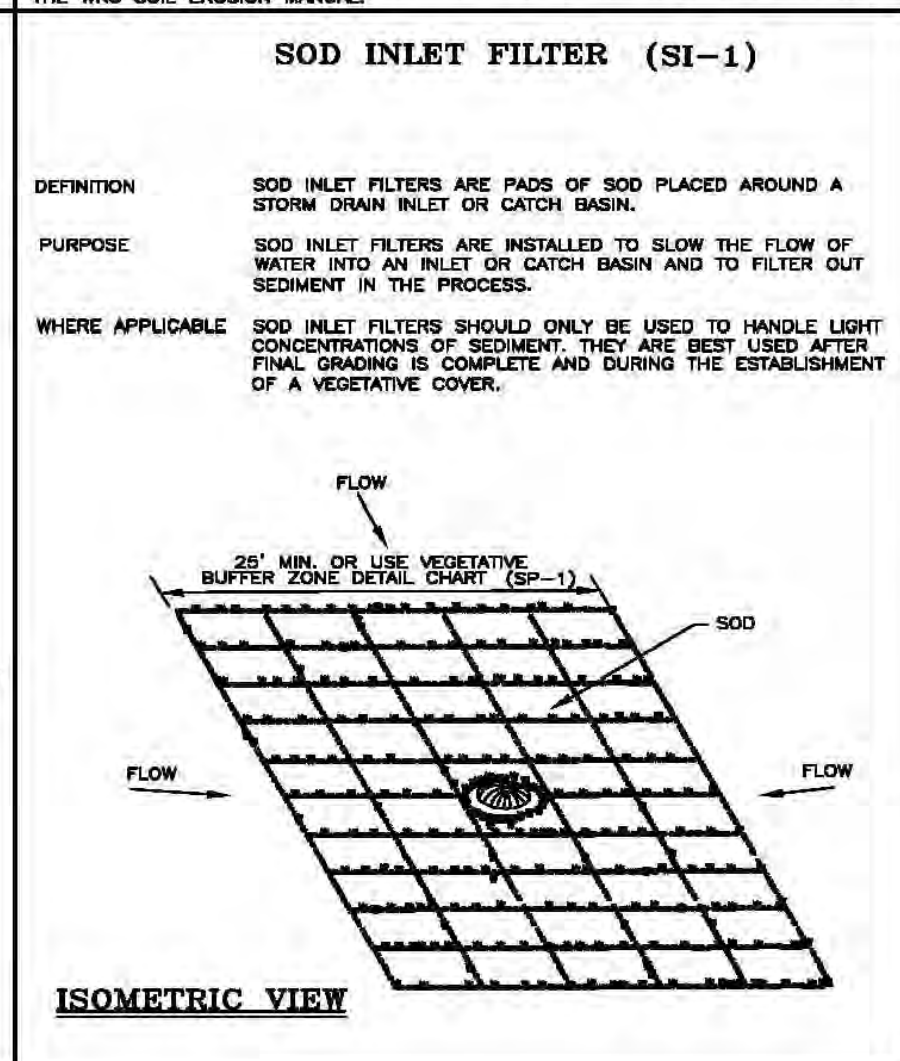 SOD INLET FILTER (SI-1)
DEFINITION SOD INLET FILTERS ARE PADS OF SOD PLACED AROUND A
STORM DRAIN INLET OR CATCH BASIN.
PURPOSE SOD INLET FILTERS ARE INSTALLED TO SLOW THE FLOW OF
WATER INTO AN INLET OR CATCH BASIN AND TO FILTER OUT
SEDIMENT IN THE PROCESS.
WHERE APPLICABLE SOD INLET FILTERS SHOULD ONLY BE USED TO HANDLE LIGHT
CONCENTRATIONS OF SEDIMENT. THEY ARE BEST USED AFTER
FINAL GRADING IS COMPLETE AND DURING THE ESTABLISHMENT
OF A VEGETATIVE COVER.
FLOW
25' MIN. OR USE VEGETATIVE
BUFFER ZONE DETAIL CHART (SP-1)
SOD
FLOW
FLOW
ISOMETRIC VIEW